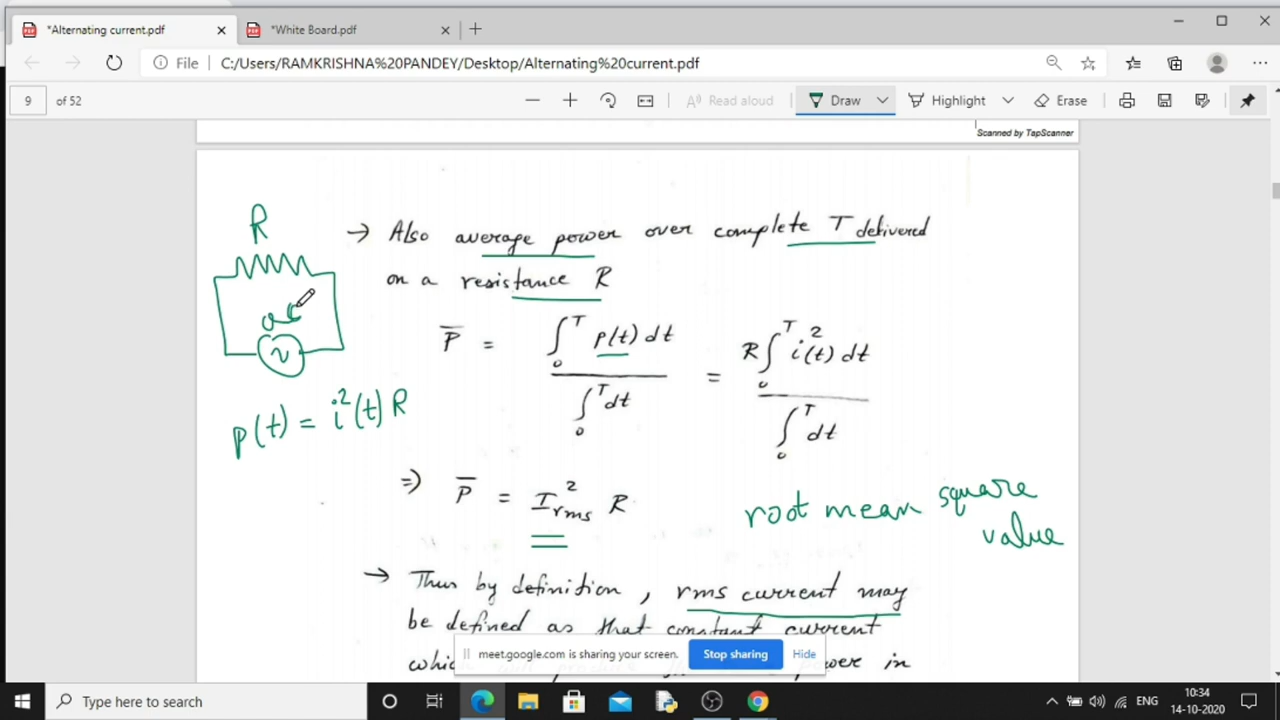 *Alternating current.pdf
*White Board.pdf
File | C:/Users/RAMKRISHNA%20PANDEY/Desktop/Alternating%20current.pdf
9 of 52
Read aloud
Draw
Highlight
Erase
Scanned by TapScanner
R
→ Also average power over complete T delivered
on a resistance R
ac
P̅ = ∫₀ᵀ p(t) dt / ∫₀ᵀ dt = R ∫₀ᵀ i²(t) dt / ∫₀ᵀ dt
p(t) = i²(t) R
⇒ P̅ = I²rms R
root mean square
value
→ Thus by definition, rms current may
be defined as that constant current
power in
meet.google.com is sharing your screen.
Stop sharing
Hide
Type here to search
ENG
10:34
14-10-2020